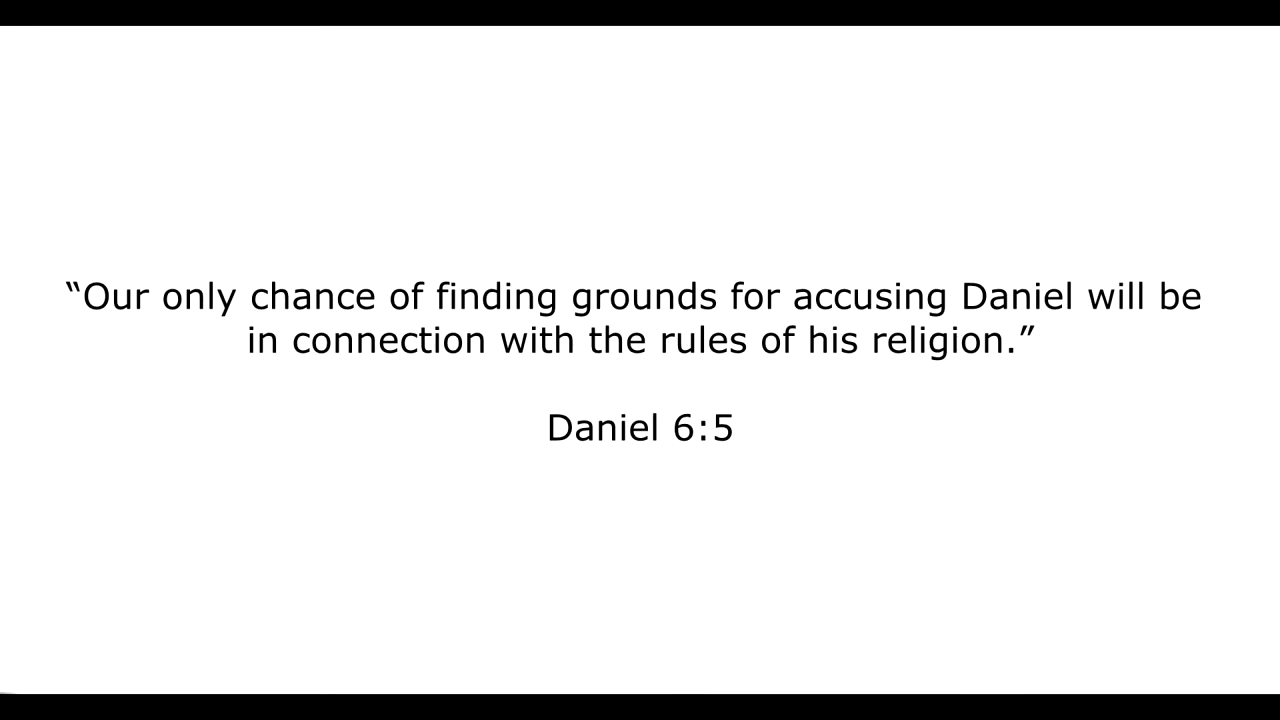 “Our only chance of finding grounds for accusing Daniel will be
in connection with the rules of his religion.”
Daniel 6:5